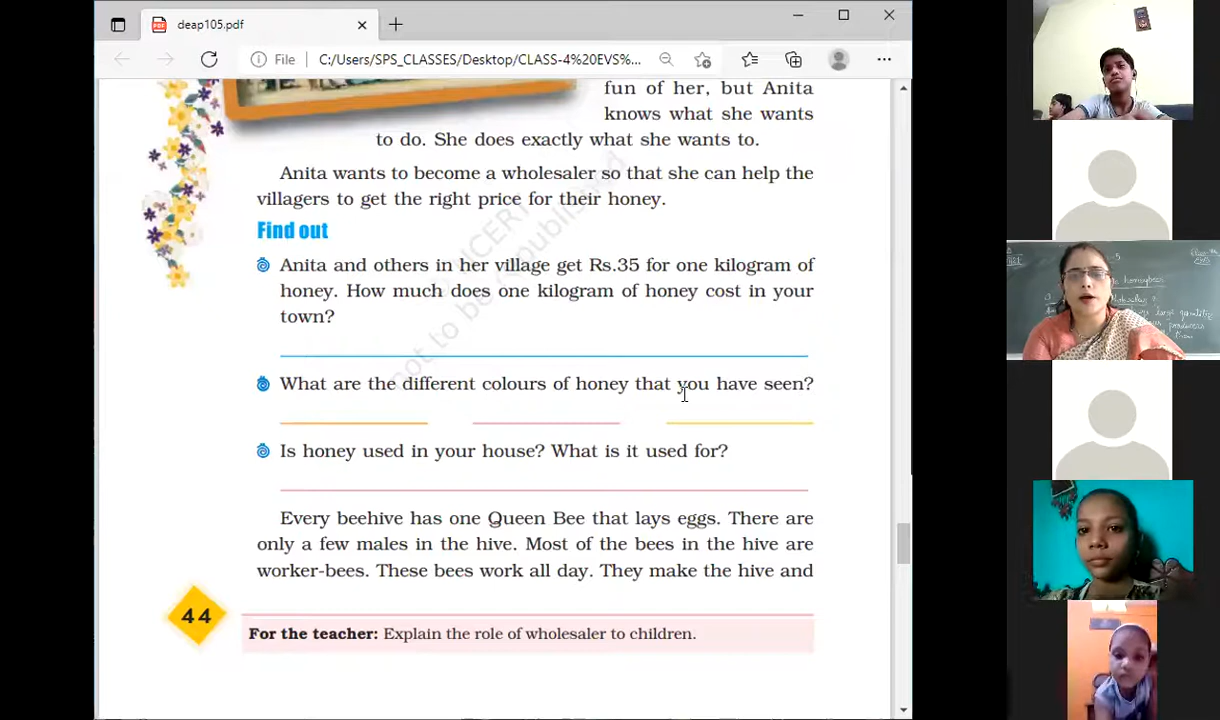 deap105.pdf
File
C:/Users/SPS_CLASSES/Desktop/CLASS-4%20EVS%...
fun of her, but Anita
knows what she wants
to do. She does exactly what she wants to.
Anita wants to become a wholesaler so that she can help the
villagers to get the right price for their honey.
Find out
Anita and others in her village get Rs.35 for one kilogram of
honey. How much does one kilogram of honey cost in your
town?
What are the different colours of honey that you have seen?
Is honey used in your house? What is it used for?
Every beehive has one Queen Bee that lays eggs. There are
only a few males in the hive. Most of the bees in the hive are
worker-bees. These bees work all day. They make the hive and
44
For the teacher: Explain the role of wholesaler to children.
not to be republished